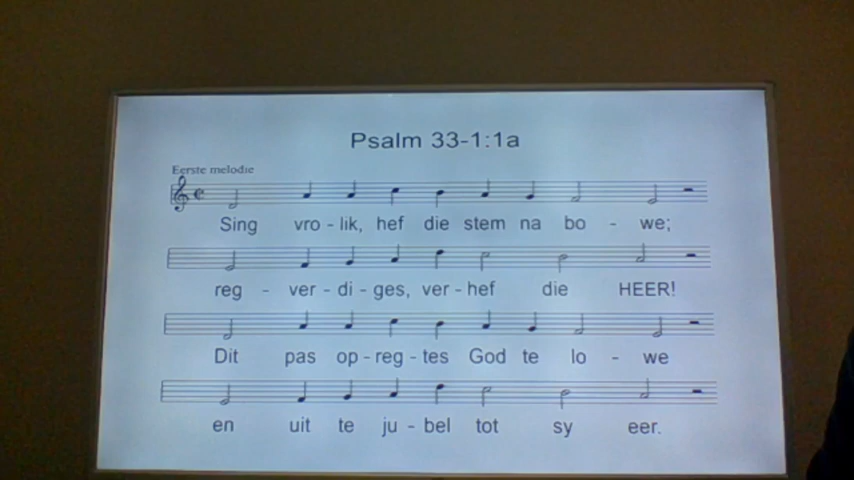 Psalm 33-1:1a
Eerste melodie
Sing vro - lik, hef die stem na bo - we;
reg - ver - di - ges, ver - hef die HEER!
Dit pas op - reg - tes God te lo - we
en uit te ju - bel tot sy eer.